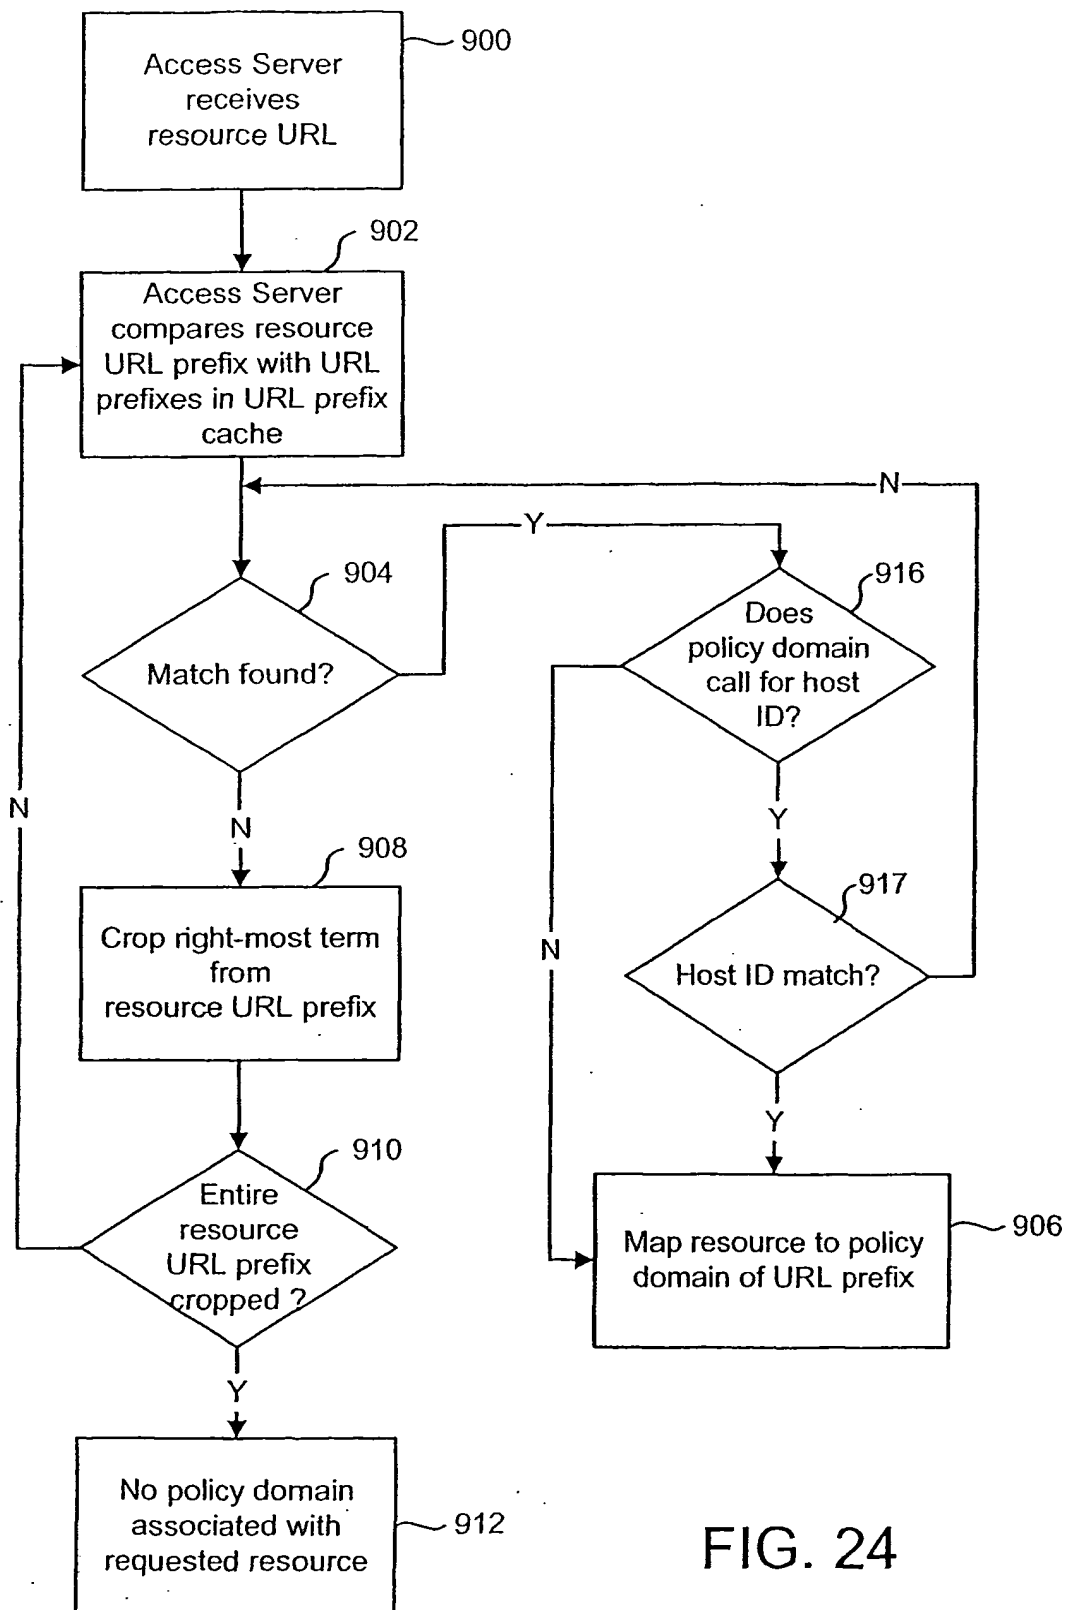 900
Access Server
receives
resource URL
902
Access Server
compares resource
URL prefix with URL
prefixes in URL prefix
cache
N
Y
904
Match found?
916
Does
policy domain
call for host
ID?
N
N
Y
908
Crop right-most term
from
resource URL prefix
917
Host ID match?
N
Y
910
Entire
resource
URL prefix
cropped ?
906
Map resource to policy
domain of URL prefix
Y
912
No policy domain
associated with
requested resource
FIG. 24